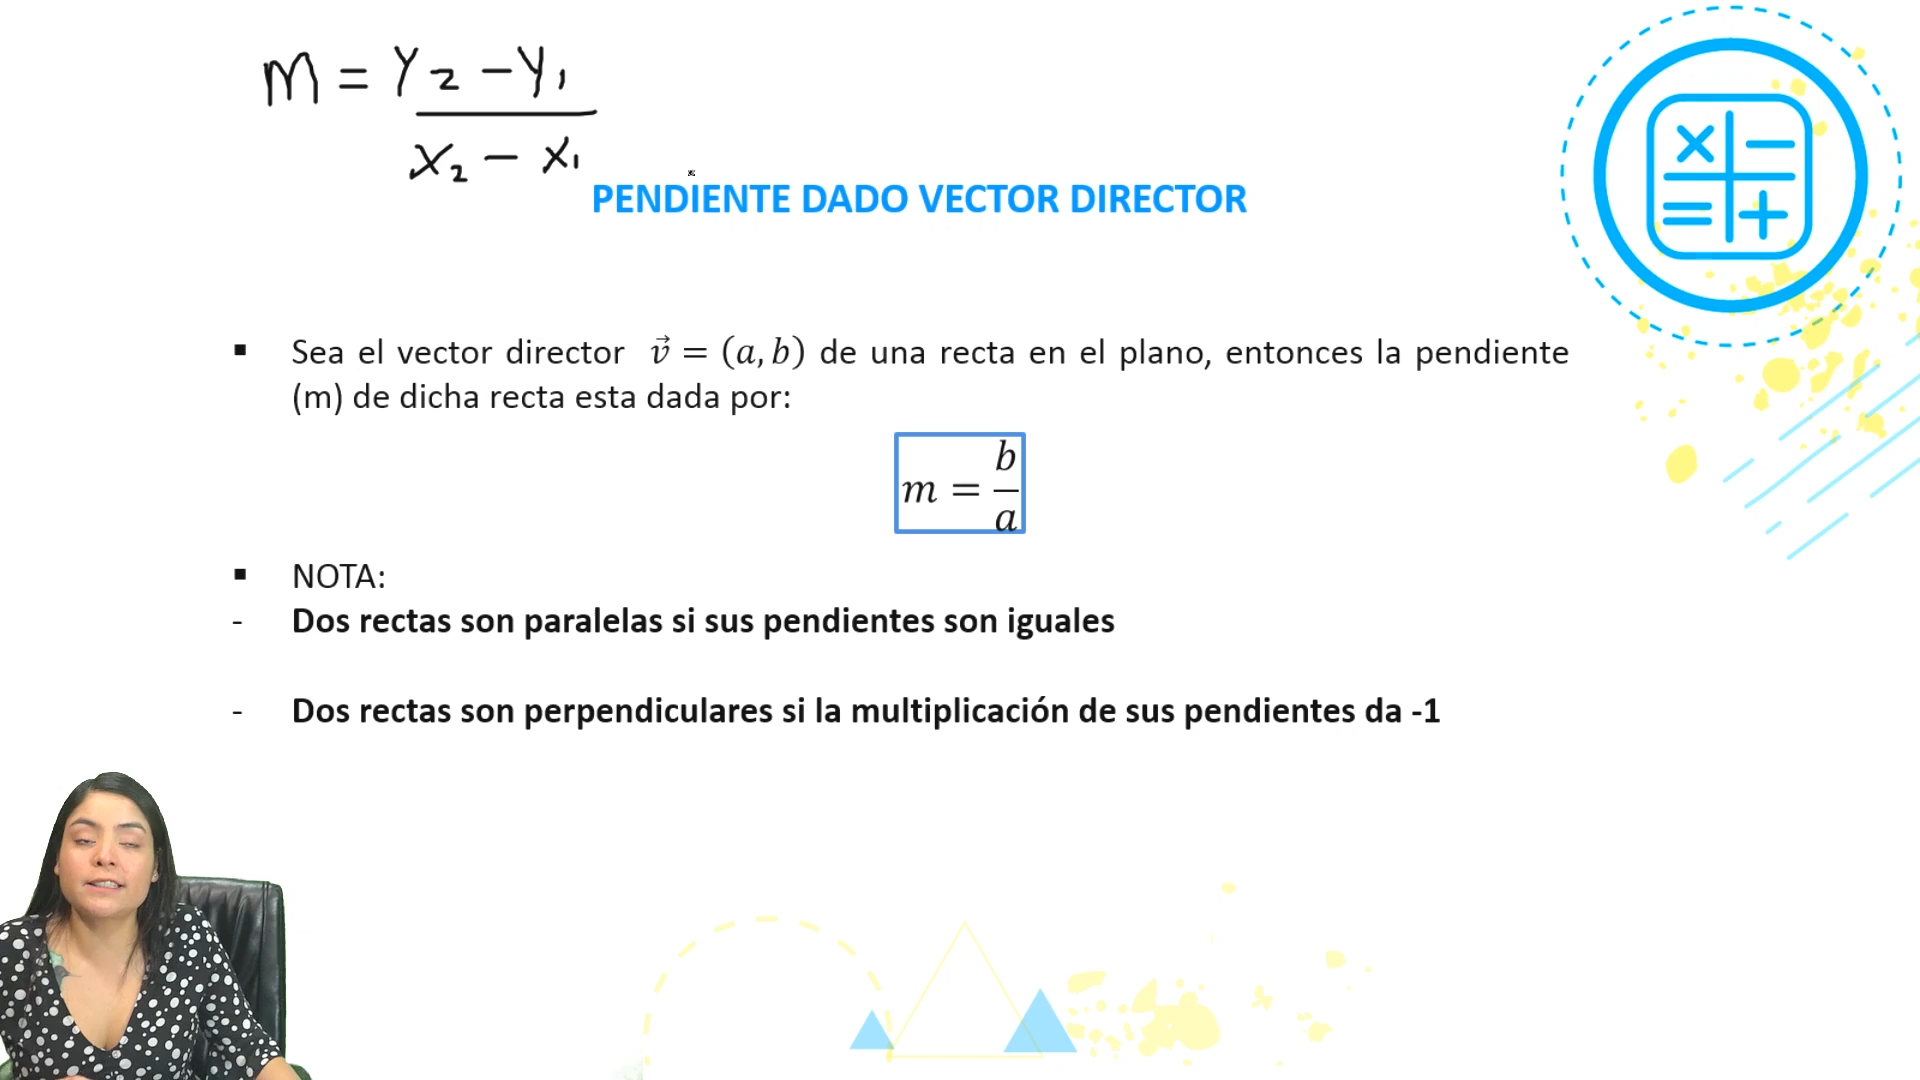 m = y2 - y1
x2 - x1
PENDIENTE DADO VECTOR DIRECTOR
▪ Sea el vector director v⃗ = (a, b) de una recta en el plano, entonces la pendiente
(m) de dicha recta esta dada por:
m = b/a
▪ NOTA:
- Dos rectas son paralelas si sus pendientes son iguales
- Dos rectas son perpendiculares si la multiplicación de sus pendientes da -1